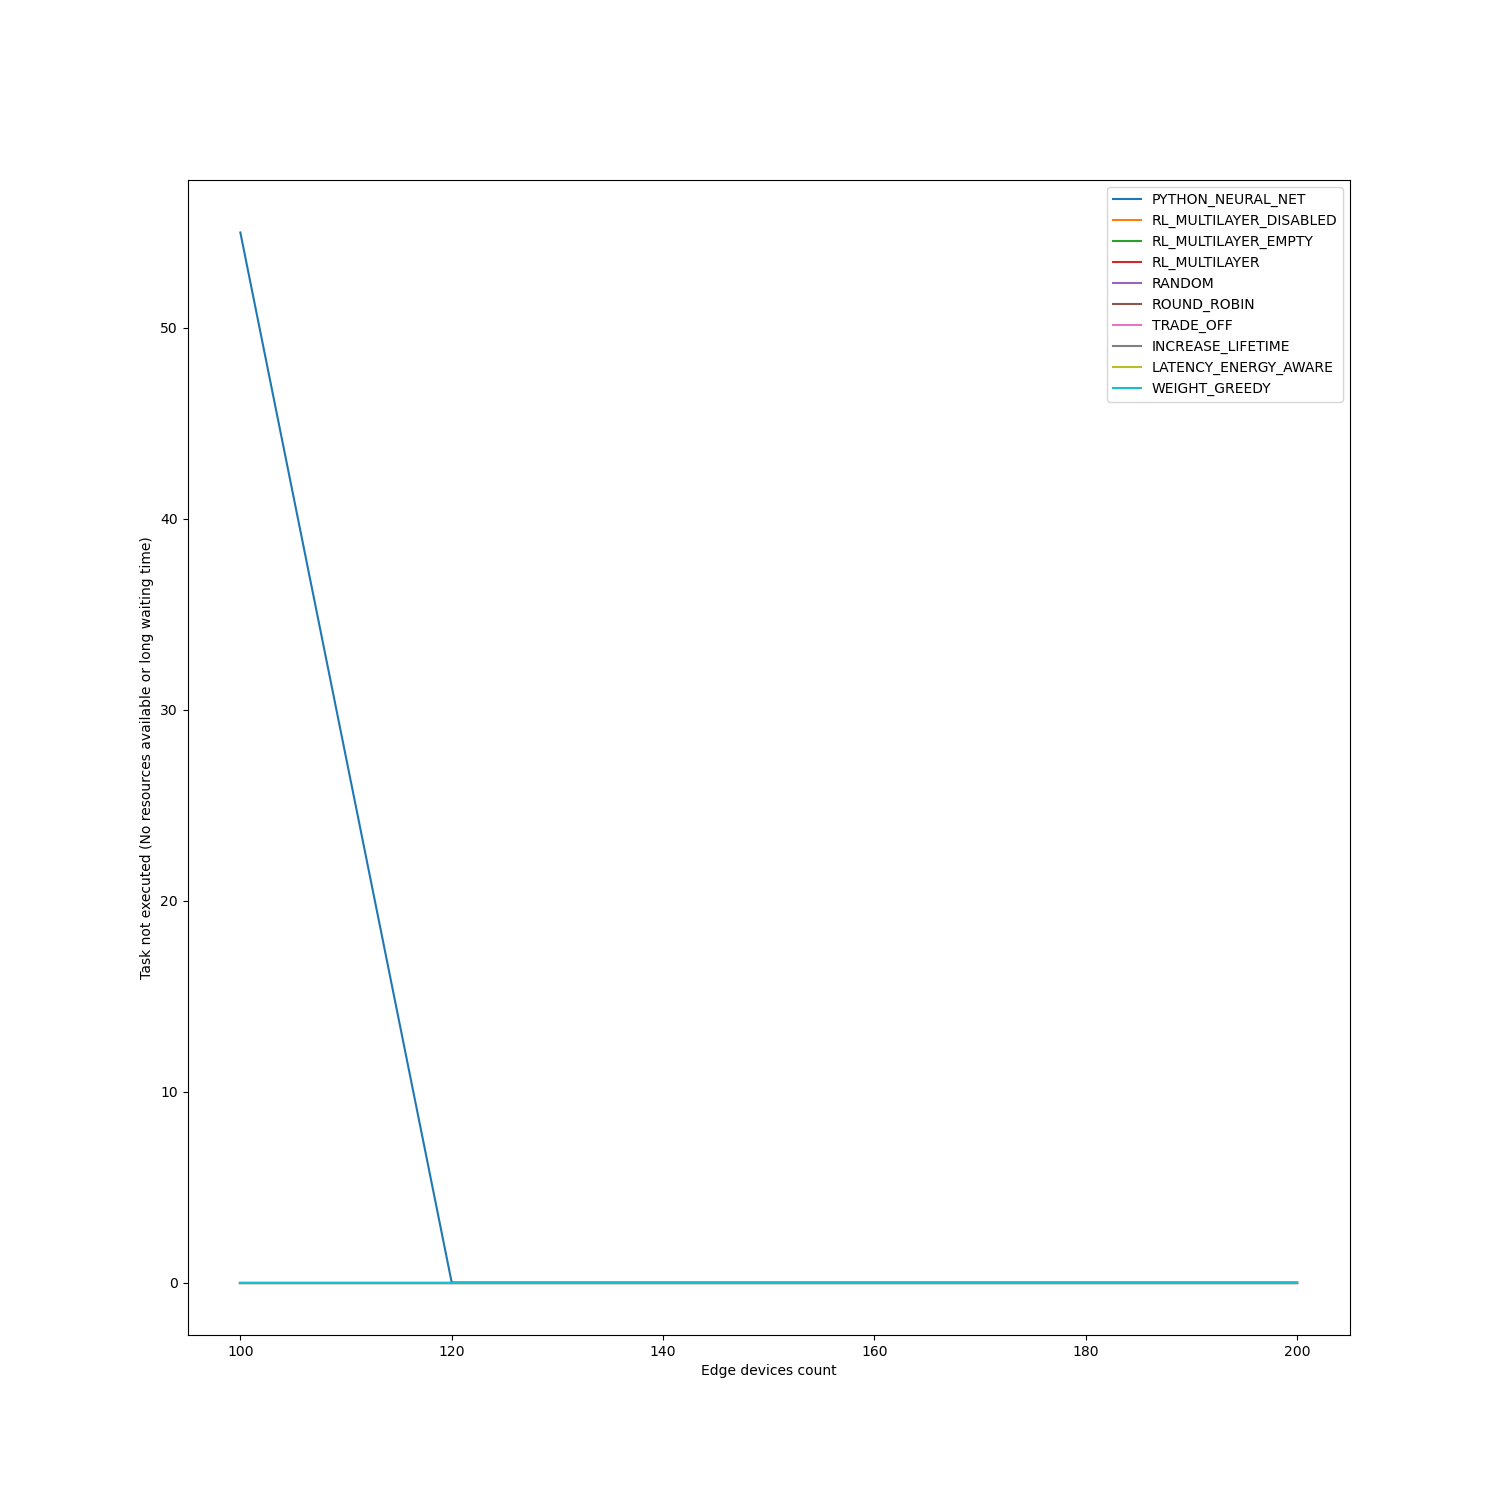 PYTHON_NEURAL_NET
RL_MULTILAYER_DISABLED
RL_MULTILAYER_EMPTY
RL_MULTILAYER
RANDOM
ROUND_ROBIN
TRADE_OFF
INCREASE_LIFETIME
LATENCY_ENERGY_AWARE
WEIGHT_GREEDY
50
40
30
20
10
0
Task not executed (No resources available or long waiting time)
100 120 140 160 180 200
Edge devices count